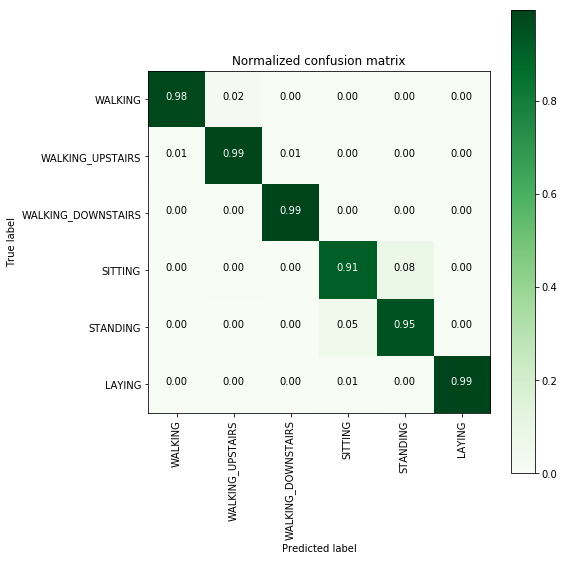 Normalized confusion matrix
WALKING 0.98 0.02 0.00 0.00 0.00 0.00
WALKING_UPSTAIRS 0.01 0.99 0.01 0.00 0.00 0.00
WALKING_DOWNSTAIRS 0.00 0.00 0.99 0.00 0.00 0.00
SITTING 0.00 0.00 0.00 0.91 0.08 0.00
STANDING 0.00 0.00 0.00 0.05 0.95 0.00
LAYING 0.00 0.00 0.00 0.01 0.00 0.99
True label
WALKING
WALKING_UPSTAIRS
WALKING_DOWNSTAIRS
SITTING
STANDING
LAYING
Predicted label
0.8
0.6
0.4
0.2
0.0